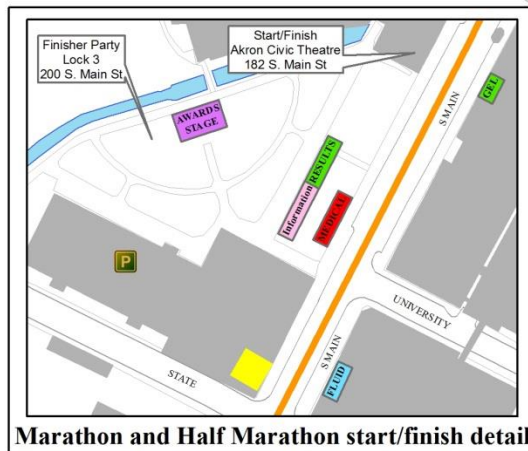 Finisher Party
Lock 3
200 S. Main St
Start/Finish
Akron Civic Theatre
182 S. Main St
AWARDS
STAGE
GEL
S MAIN
RESULTS
Information
MEDICAL
P
UNIVERSITY
S MAIN
STATE
FLUID
Marathon and Half Marathon start/finish detail